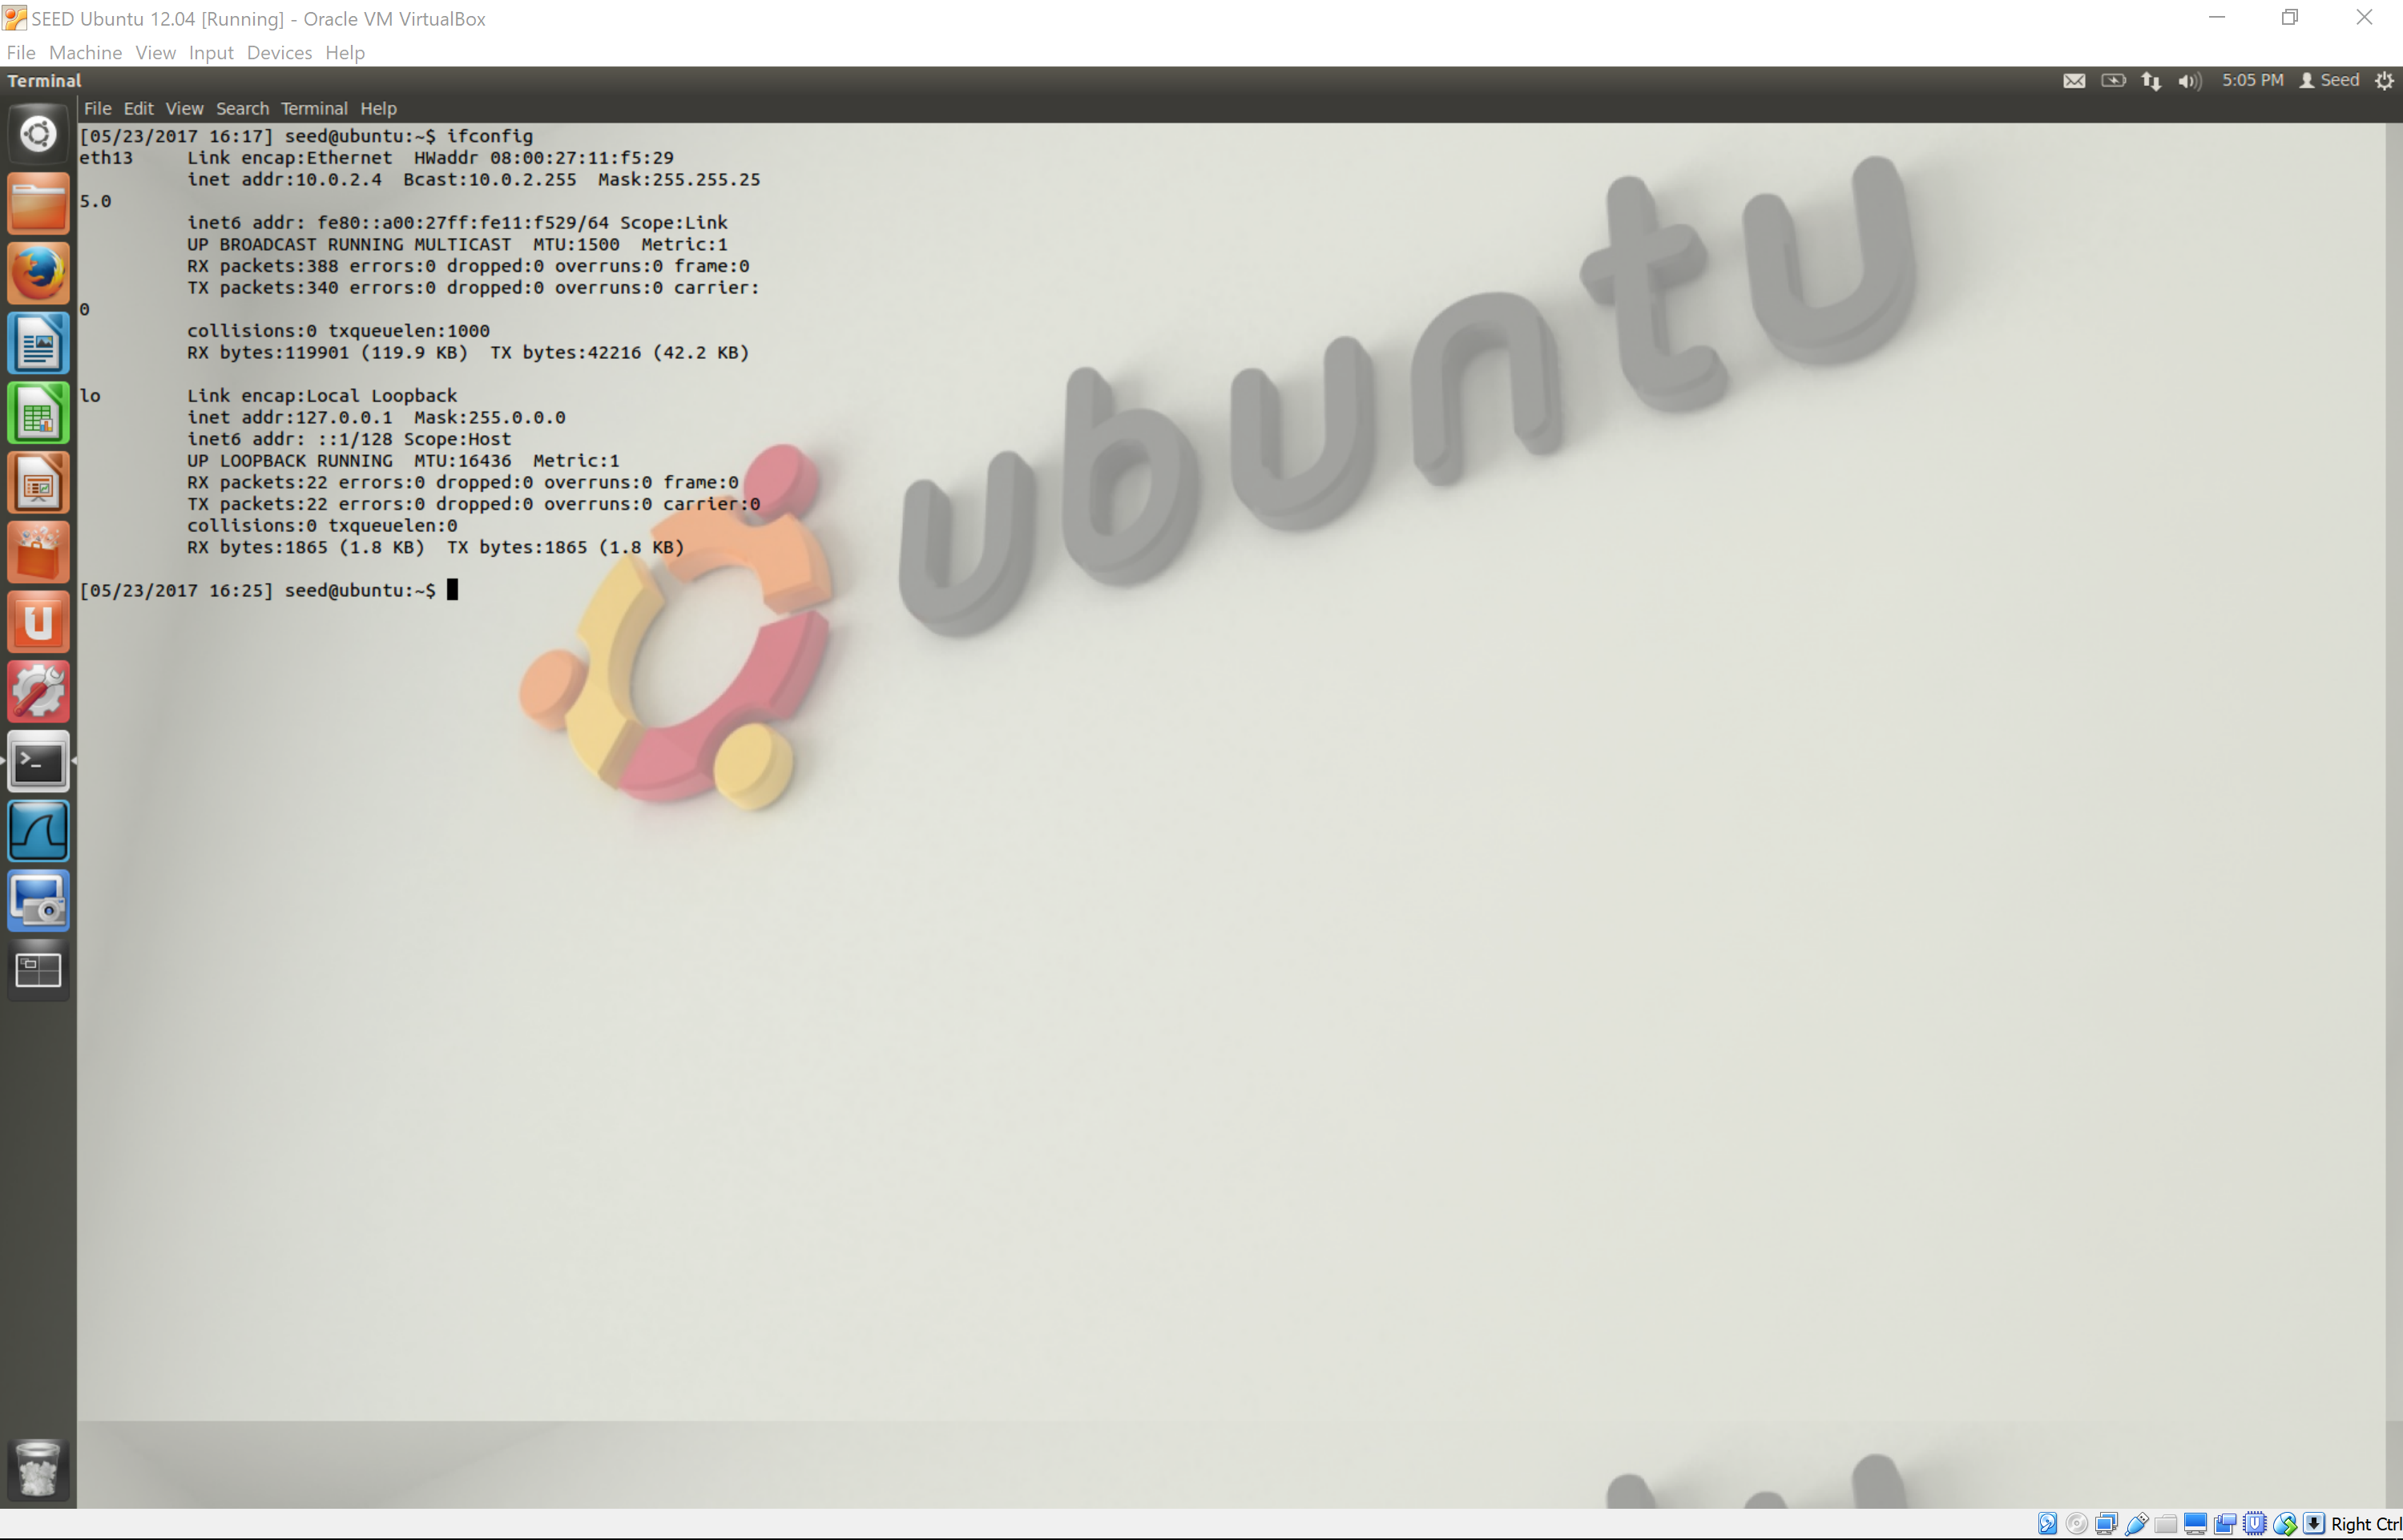 SEED Ubuntu 12.04 [Running] - Oracle VM VirtualBox
File Machine View Input Devices Help
Terminal
5:05 PM Seed
File Edit View Search Terminal Help
[05/23/2017 16:17] seed@ubuntu:~$ ifconfig
eth13     Link encap:Ethernet  HWaddr 08:00:27:11:f5:29
          inet addr:10.0.2.4  Bcast:10.0.2.255  Mask:255.255.25
5.0
          inet6 addr: fe80::a00:27ff:fe11:f529/64 Scope:Link
          UP BROADCAST RUNNING MULTICAST  MTU:1500  Metric:1
          RX packets:388 errors:0 dropped:0 overruns:0 frame:0
          TX packets:340 errors:0 dropped:0 overruns:0 carrier:
0
          collisions:0 txqueuelen:1000
          RX bytes:119901 (119.9 KB)  TX bytes:42216 (42.2 KB)
lo        Link encap:Local Loopback
          inet addr:127.0.0.1  Mask:255.0.0.0
          inet6 addr: ::1/128 Scope:Host
          UP LOOPBACK RUNNING  MTU:16436  Metric:1
          RX packets:22 errors:0 dropped:0 overruns:0 frame:0
          TX packets:22 errors:0 dropped:0 overruns:0 carrier:0
          collisions:0 txqueuelen:0
          RX bytes:1865 (1.8 KB)  TX bytes:1865 (1.8 KB)
[05/23/2017 16:25] seed@ubuntu:~$
ubuntu
Right Ctrl